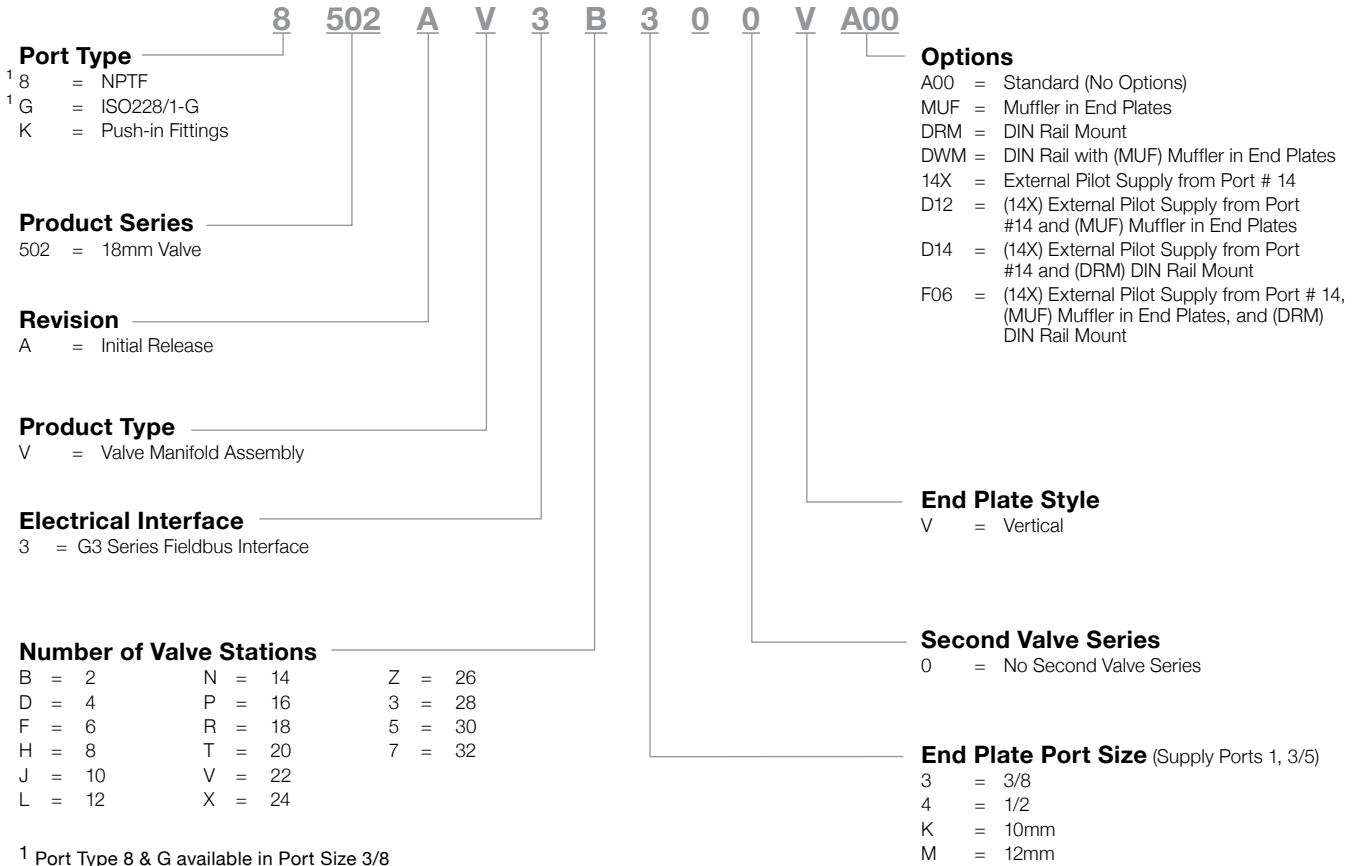 8 502 A V 3 B 3 0 0 V A00
Port Type
1 8 = NPTF
1 G = ISO228/1-G
K = Push-in Fittings
Product Series
502 = 18mm Valve
Revision
A = Initial Release
Product Type
V = Valve Manifold Assembly
Electrical Interface
3 = G3 Series Fieldbus Interface
Number of Valve Stations
B = 2 N = 14 Z = 26
D = 4 P = 16 3 = 28
F = 6 R = 18 5 = 30
H = 8 T = 20 7 = 32
J = 10 V = 22
L = 12 X = 24
1 Port Type 8 & G available in Port Size 3/8
Options
A00 = Standard (No Options)
MUF = Muffler in End Plates
DRM = DIN Rail Mount
DWM = DIN Rail with (MUF) Muffler in End Plates
14X = External Pilot Supply from Port # 14
D12 = (14X) External Pilot Supply from Port
#14 and (MUF) Muffler in End Plates
D14 = (14X) External Pilot Supply from Port
#14 and (DRM) DIN Rail Mount
F06 = (14X) External Pilot Supply from Port # 14,
(MUF) Muffler in End Plates, and (DRM)
DIN Rail Mount
End Plate Style
V = Vertical
Second Valve Series
0 = No Second Valve Series
End Plate Port Size (Supply Ports 1, 3/5)
3 = 3/8
4 = 1/2
K = 10mm
M = 12mm